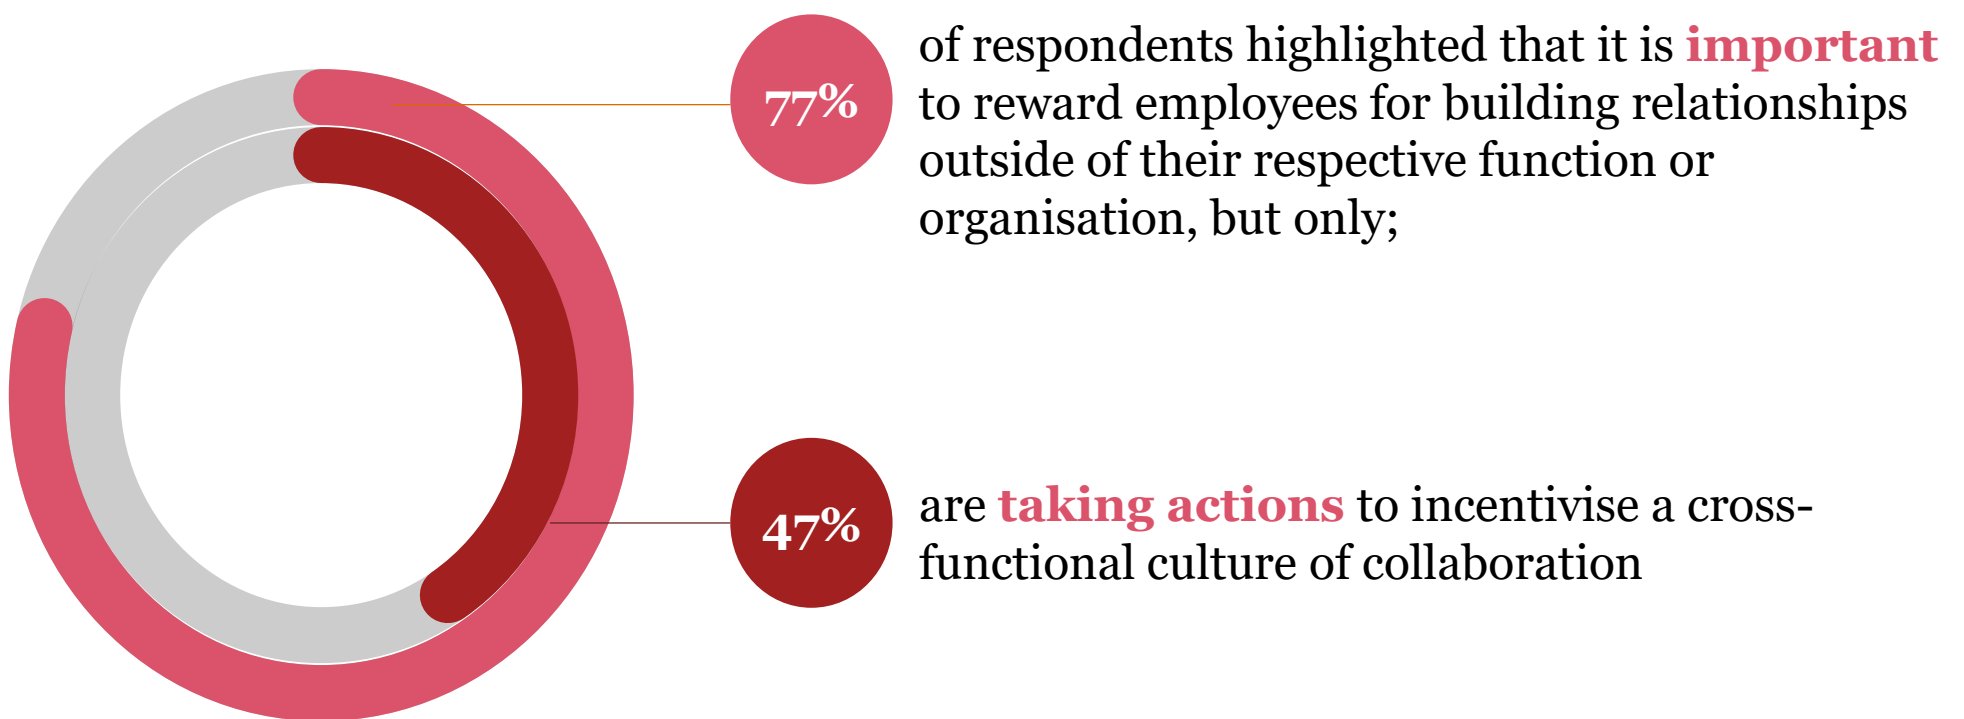 77%
of respondents highlighted that it is important
to reward employees for building relationships
outside of their respective function or
organisation, but only;
47%
are taking actions to incentivise a cross-
functional culture of collaboration